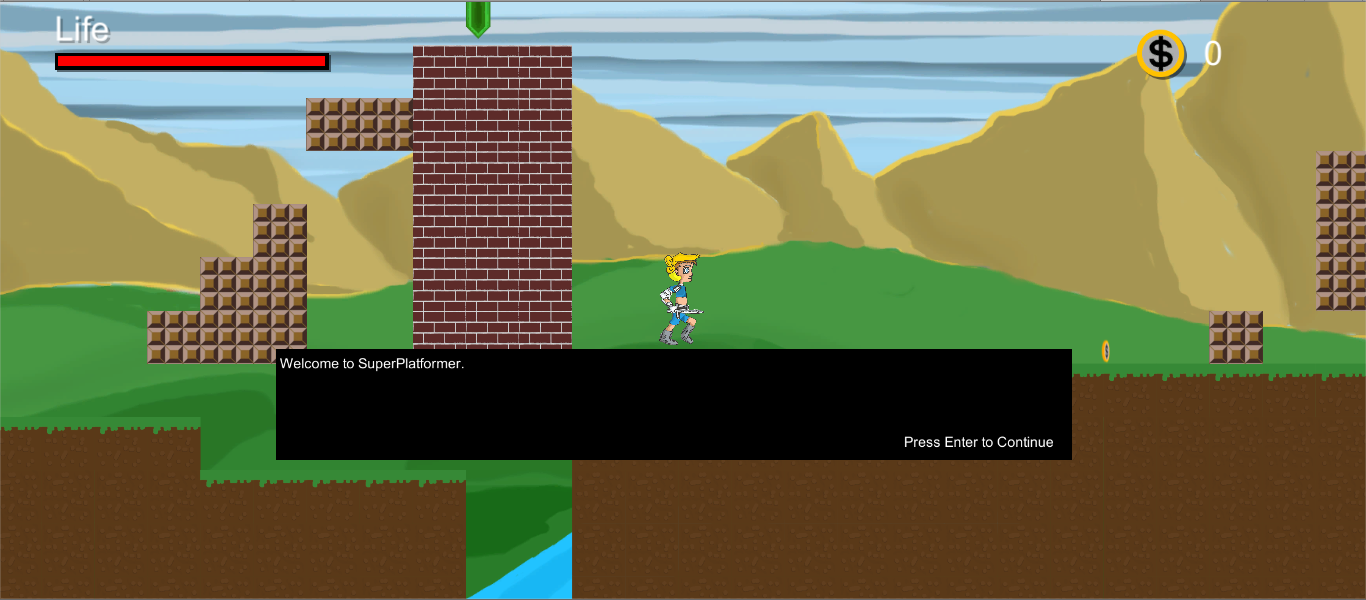 Life
$ 0
Welcome to SuperPlatformer.
Press Enter to Continue